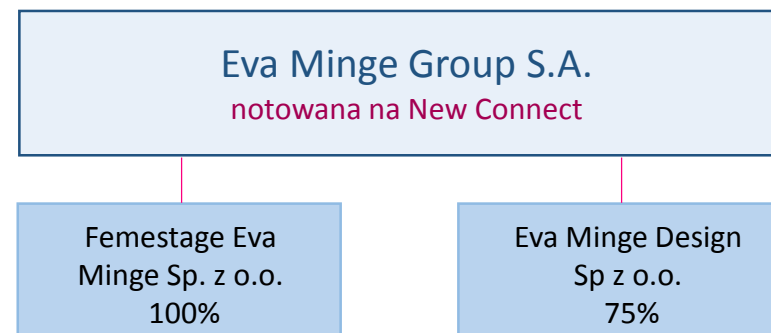 Eva Minge Group S.A.
notowana na New Connect
Femestage Eva
Minge Sp. z o.o.
100%
Eva Minge Design
Sp z o.o.
75%